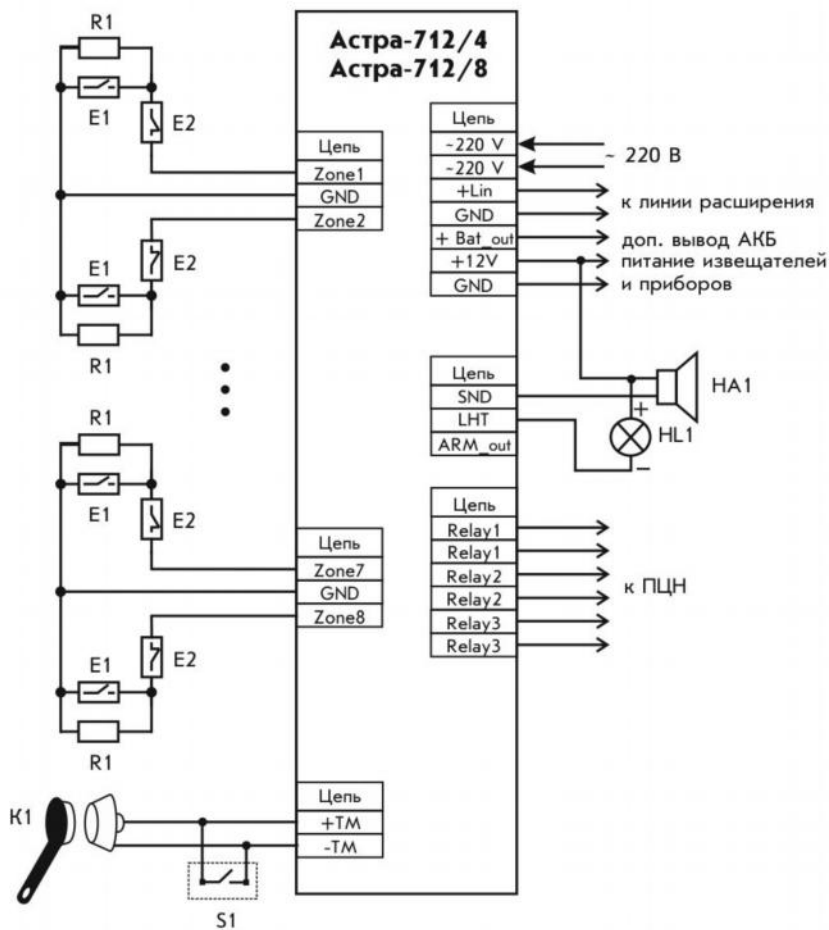 Астра-712/4
Астра-712/8
R1
E1
E2
E2
E1
R1
R1
E1
E2
E2
E1
R1
Цепь
Zone1
GND
Zone2
Цепь
Zone7
GND
Zone8
K1
S1
Цепь
+TM
-TM
Цепь
~220 V
~220 V
+Lin
GND
+ Bat_out
+12V
GND
~ 220 В
к линии расширения
доп. вывод АКБ
питание извещателей
и приборов
Цепь
SND
LHT
ARM_out
HA1
+
HL1
−
Цепь
Relay1
Relay1
Relay2
Relay2
Relay3
Relay3
к ПЦН